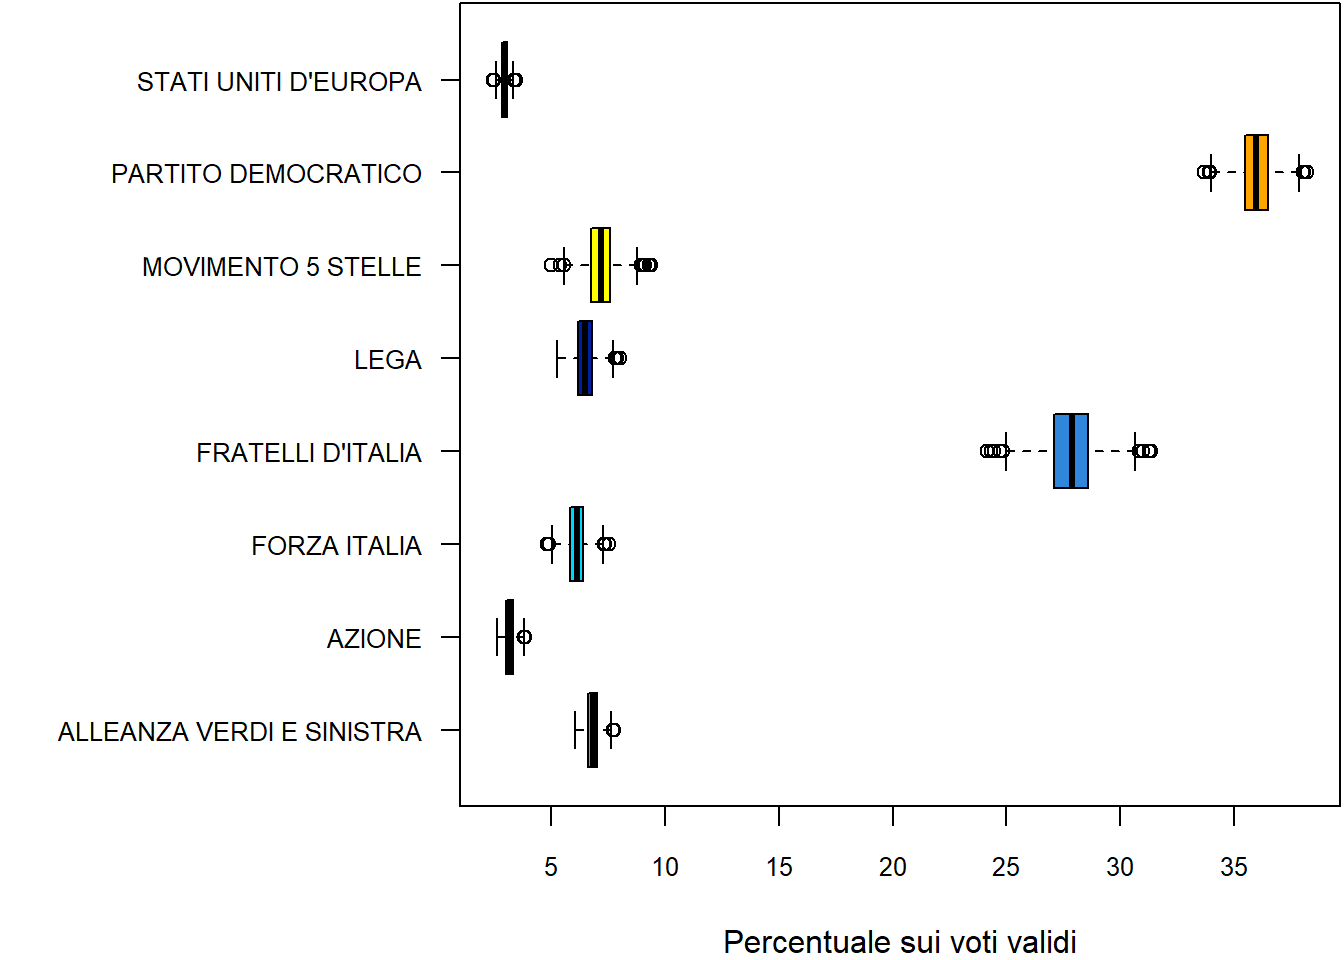 STATI UNITI D'EUROPA
PARTITO DEMOCRATICO
MOVIMENTO 5 STELLE
LEGA
FRATELLI D'ITALIA
FORZA ITALIA
AZIONE
ALLEANZA VERDI E SINISTRA
5 10 15 20 25 30 35
Percentuale sui voti validi